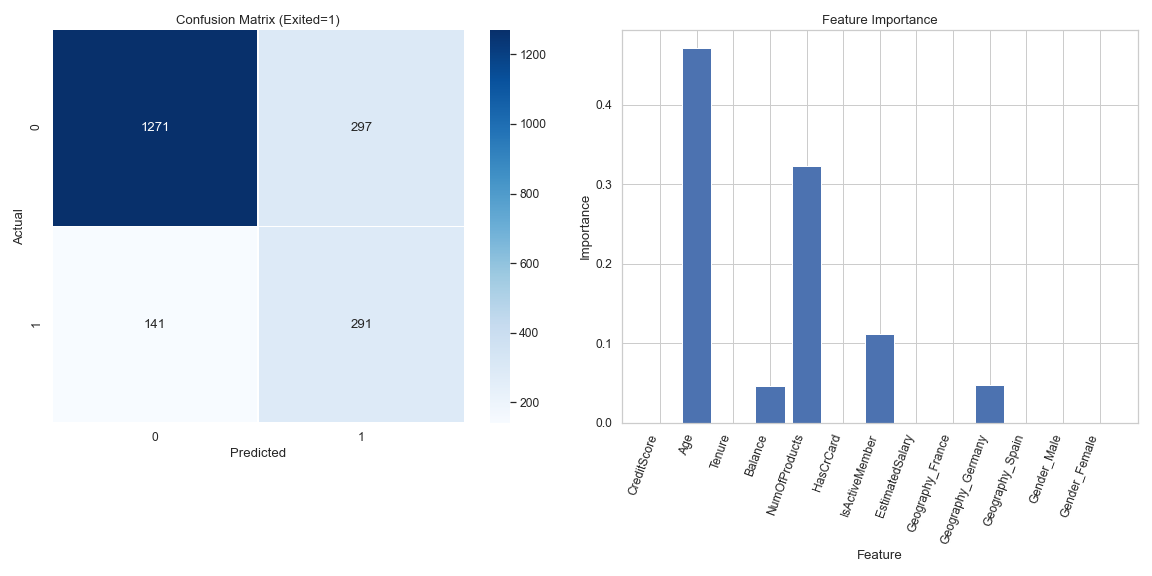 Confusion Matrix (Exited=1)
Actual
0
1
1271
297
141
291
0
1
Predicted
1200
1000
800
600
400
200
Feature Importance
Importance
0.4
0.3
0.2
0.1
0.0
CreditScore
Age
Tenure
Balance
NumOfProducts
HasCrCard
IsActiveMember
EstimatedSalary
Geography_France
Geography_Germany
Geography_Spain
Gender_Male
Gender_Female
Feature